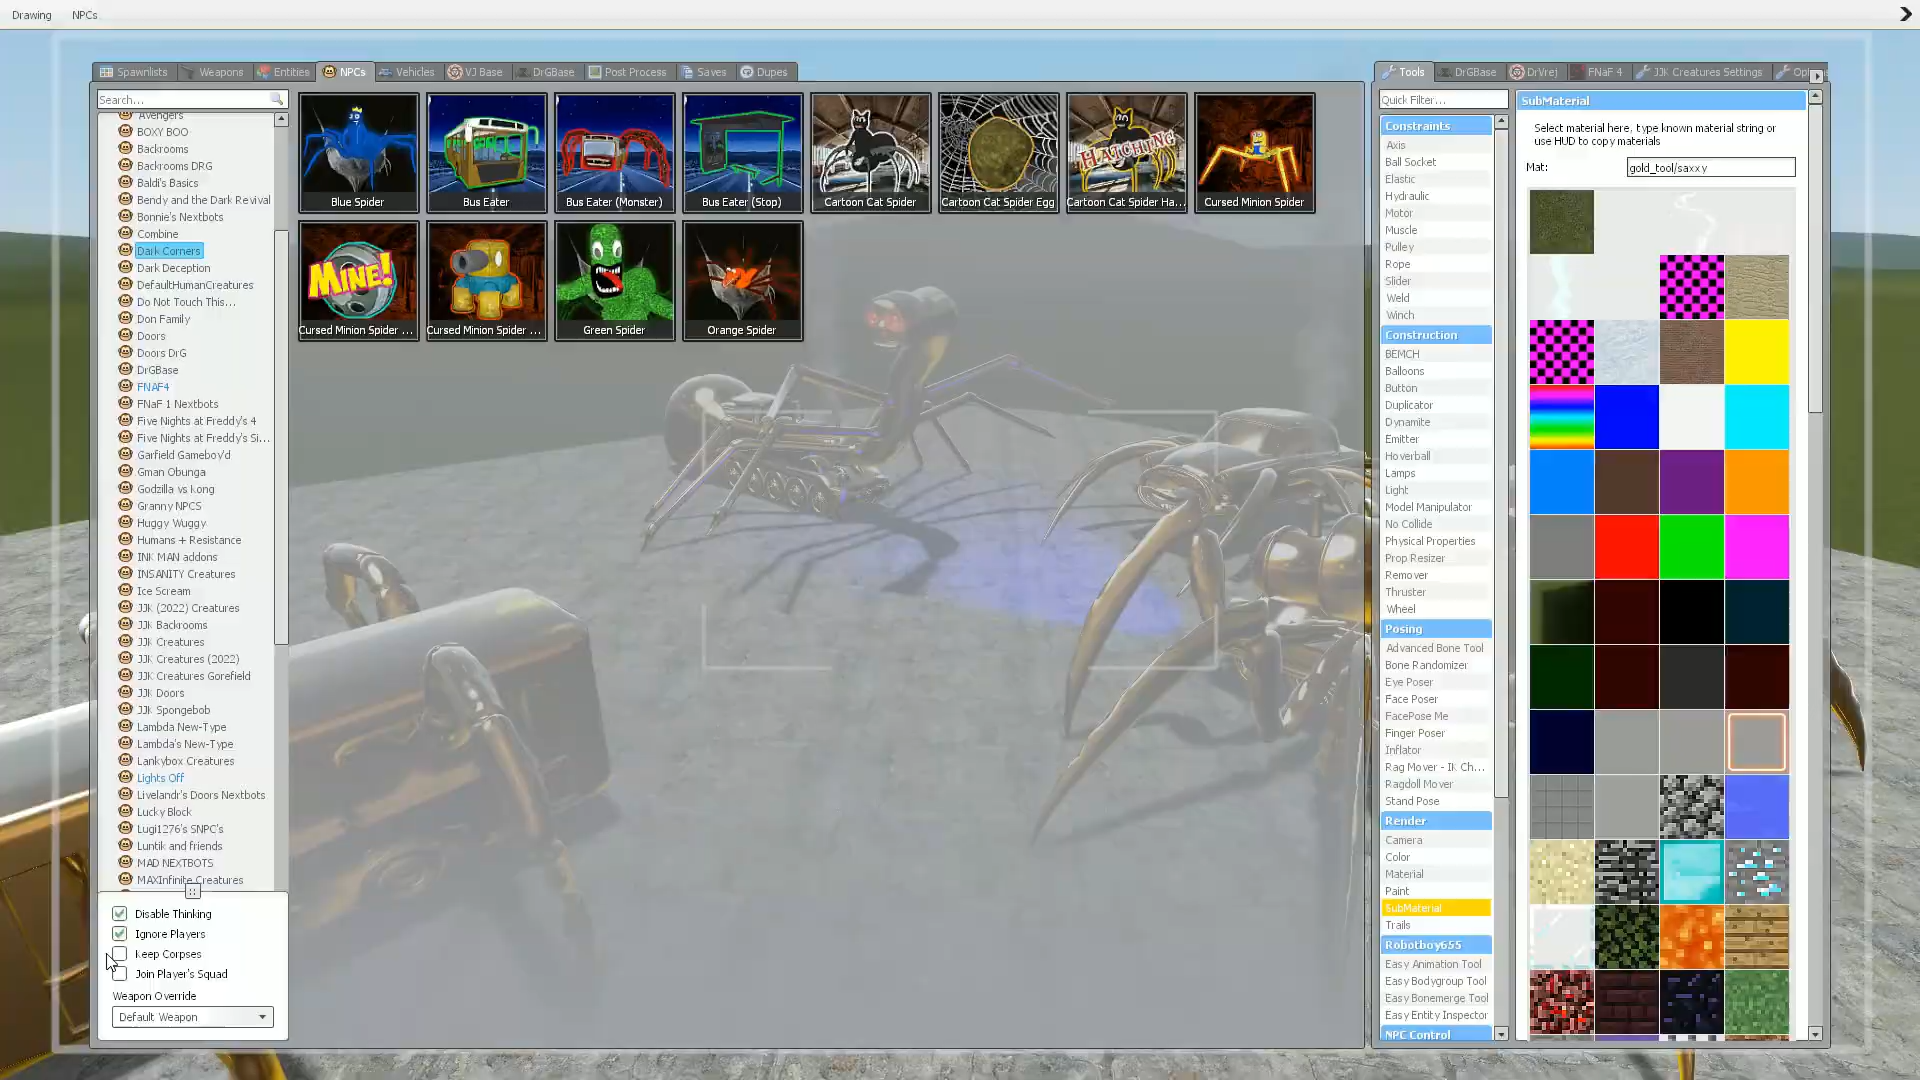 Drawing NPCs
Spawnlists Weapons Entities NPCs Vehicles VJ Base DrGBase Post Process Saves Dupes
Search...
Avengers
BOXY BOO
Backrooms
Backrooms DRG
Baldi's Basics
Bendy and the Dark Revival
Bonnie's Nextbots
Combine
Dark Corners
Dark Deception
DefaultHumanCreatures
Do Not Touch This...
Don Family
Doors
Doors DrG
DrGBase
FNAF4
FNaF 1 Nextbots
Five Nights at Freddy's 4
Five Nights at Freddy's Si...
Garfield Gameboy'd
Gman Obunga
Godzilla vs Kong
Granny NPCS
Huggy Wuggy
Humans + Resistance
INK MAN addons
INSANITY Creatures
Ice Scream
JJK (2022) Creatures
JJK Backrooms
JJK Creatures
JJK Creatures (2022)
JJK Creatures Gorefield
JJK Doors
JJK Spongebob
Lambda New-Type
Lambda's New-Type
Lankybox Creatures
Lights Off
Livelandr's Doors Nextbots
Lucky Block
Lugi1276's SNPC's
Luntik and friends
MAD NEXTBOTS
MAXInfinite Creatures
Disable Thinking
Ignore Players
Keep Corpses
Join Player's Squad
Weapon Override
Default Weapon
Blue Spider
Bus Eater
Bus Eater (Monster)
Bus Eater (Stop)
Cartoon Cat Spider
Cartoon Cat Spider Egg
HATCHING
Cartoon Cat Spider Ha...
Cursed Minion Spider
MINE!
Cursed Minion Spider ...
Cursed Minion Spider ...
Green Spider
Orange Spider
Tools DrGBase DrVrej FNaF 4 JJK Creatures Settings
Quick Filter...
Constraints
Axis
Ball Socket
Elastic
Hydraulic
Motor
Muscle
Pulley
Rope
Slider
Weld
Winch
Construction
BEMCH
Balloons
Button
Duplicator
Dynamite
Emitter
Hoverball
Lamps
Light
Model Manipulator
No Collide
Physical Properties
Prop Resizer
Remover
Thruster
Wheel
Posing
Advanced Bone Tool
Bone Randomizer
Eye Poser
Face Poser
FacePose Me
Finger Poser
Inflator
Rag Mover - IK Ch...
Ragdoll Mover
Stand Pose
Render
Camera
Color
Material
Paint
SubMaterial
Trails
Robotboy655
Easy Animation Tool
Easy Bodygroup Tool
Easy Bonemerge Tool
Easy Entity Inspector
NPC Control
SubMaterial
Select material here, type known material string or
use HUD to copy materials
Mat: gold_tool/saxxy